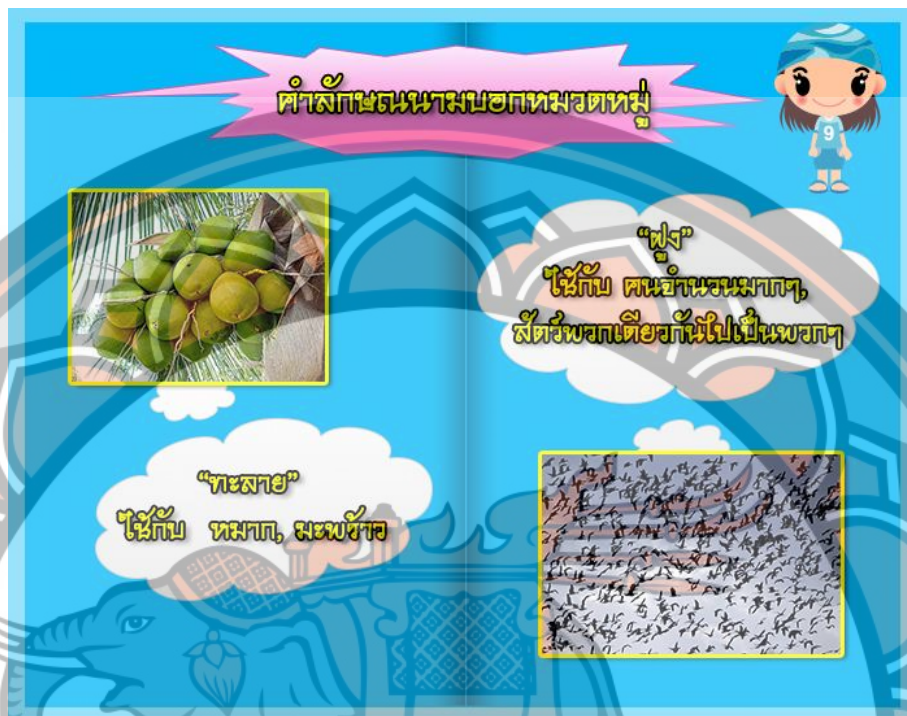 คำลักษณนามบอกหมวดหมู่
9
“ฝูง”
ใช้กับ คนจำนวนมากๆ,
สัตว์พวกเดียวกันไปเป็นพวกๆ
“ทะลาย”
ใช้กับ หมาก, มะพร้าว